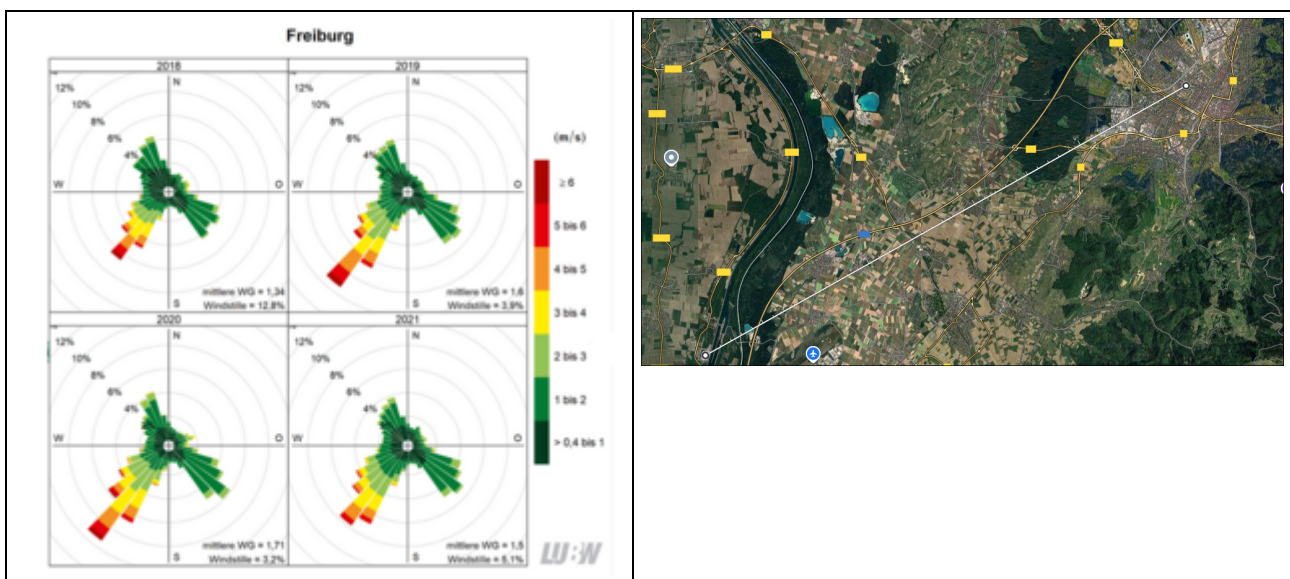 Freiburg
2018
2019
N
12%
10%
8%
6%
4%
W
O
S
mittlere WG = 1,34
Windstille = 12,8%
N
12%
10%
8%
6%
4%
W
O
S
mittlere WG = 1,6
Windstille = 3,9%
2020
2021
N
12%
10%
8%
6%
4%
W
O
S
mittlere WG = 1,71
Windstille = 3,2%
N
12%
10%
8%
6%
4%
W
O
S
mittlere WG = 1,5
Windstille = 5,1%
(m/s)
≥ 6
5 bis 6
4 bis 5
3 bis 4
2 bis 3
1 bis 2
> 0,4 bis 1
LU:W